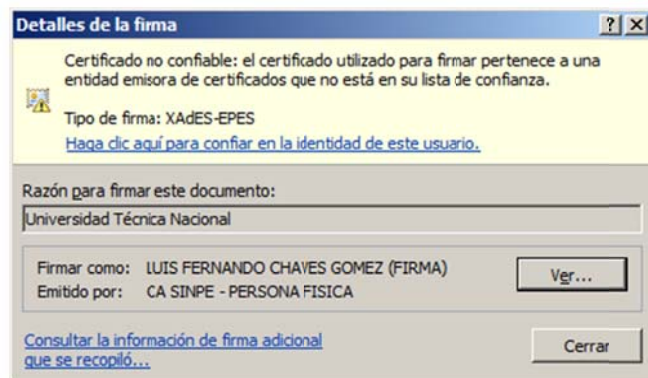 Detalles de la firma
Certificado no confiable: el certificado utilizado para firmar pertenece a una
entidad emisora de certificados que no está en su lista de confianza.
Tipo de firma: XAdES-EPES
Haga clic aquí para confiar en la identidad de este usuario.
Razón para firmar este documento:
Universidad Técnica Nacional
Firmar como: LUIS FERNANDO CHAVES GOMEZ (FIRMA)
Ver...
Emitido por: CA SINPE - PERSONA FISICA
Consultar la información de firma adicional
que se recopiló...
Cerrar